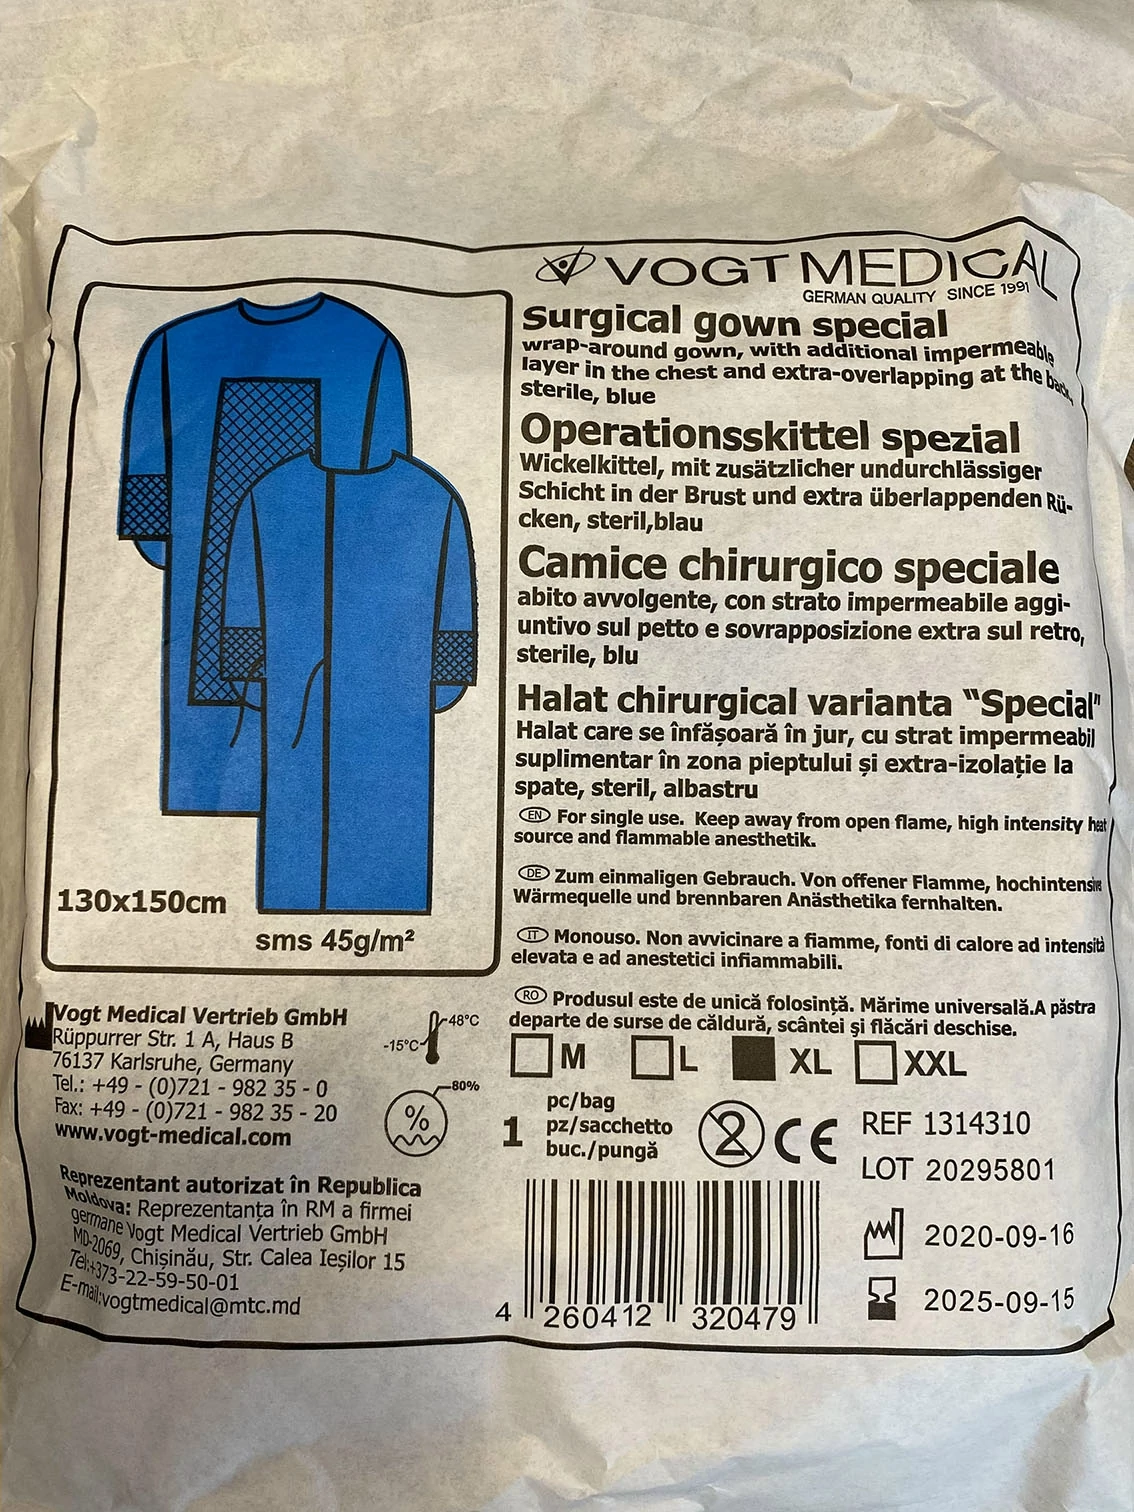 VOGT MEDICAL
GERMAN QUALITY SINCE 1991
Surgical gown special
wrap-around gown, with additional impermeable
layer in the chest and extra-overlapping at the back,
sterile, blue
Operationsskittel spezial
Wickelkittel, mit zusätzlicher undurchlässiger
Schicht in der Brust und extra überlappenden Rü-
cken, steril,blau
Camice chirurgico speciale
abito avvolgente, con strato impermeabile aggi-
untivo sul petto e sovrapposizione extra sul retro,
sterile, blu
Halat chirurgical varianta "Special"
Halat care se înfășoară în jur, cu strat impermeabil
suplimentar în zona pieptului și extra-izolație la
spate, steril, albastru
EN For single use. Keep away from open flame, high intensity heat
source and flammable anesthetik.
DE Zum einmaligen Gebrauch. Von offener Flamme, hochintensive
Wärmequelle und brennbaren Anästhetika fernhalten.
IT Monouso. Non avvicinare a fiamme, fonti di calore ad intensità
elevata e ad anestetici infiammabili.
RO Produsul este de unică folosință. Mărime universală.A păstra
departe de surse de căldură, scântei și flăcări deschise.
130x150cm
sms 45g/m²
Vogt Medical Vertrieb GmbH
Rüppurrer Str. 1 A, Haus B
76137 Karlsruhe, Germany
Tel.: +49 - (0)721 - 982 35 - 0
Fax: +49 - (0)721 - 982 35 - 20
www.vogt-medical.com
48°C
-15°C
80%
%
Reprezentant autorizat în Republica
Moldova: Reprezentanța în RM a firmei
germane Vogt Medical Vertrieb GmbH
MD-2069, Chișinău, Str. Calea Ieșilor 15
Tel:+373-22-59-50-01
E-mail:vogtmedical@mtc.md
M L XL XXL
1
pc/bag
pz/sacchetto
buc./pungă
2
CE
REF 1314310
LOT 20295801
2020-09-16
2025-09-15
4 260412 320479